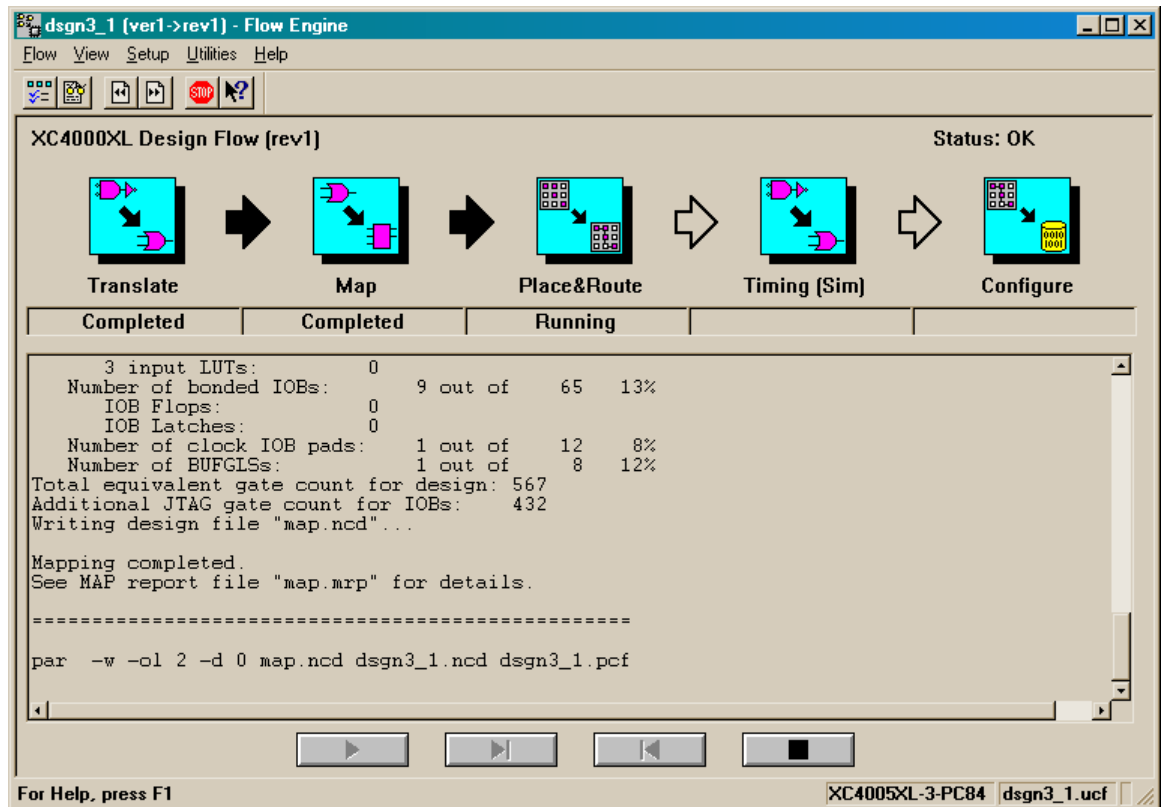 dsgn3_1 (ver1->rev1) - Flow Engine
Flow View Setup Utilities Help
STOP
XC4000XL Design Flow (rev1) Status: OK
0010
1001
Translate Map Place&Route Timing (Sim) Configure
Completed Completed Running
3 input LUTs: 0
Number of bonded IOBs: 9 out of 65 13%
IOB Flops: 0
IOB Latches: 0
Number of clock IOB pads: 1 out of 12 8%
Number of BUFGLSs: 1 out of 8 12%
Total equivalent gate count for design: 567
Additional JTAG gate count for IOBs: 432
Writing design file "map.ncd"...
Mapping completed.
See MAP report file "map.mrp" for details.
==================================================
par -w -ol 2 -d 0 map.ncd dsgn3_1.ncd dsgn3_1.pcf
For Help, press F1 XC4005XL-3-PC84 dsgn3_1.ucf